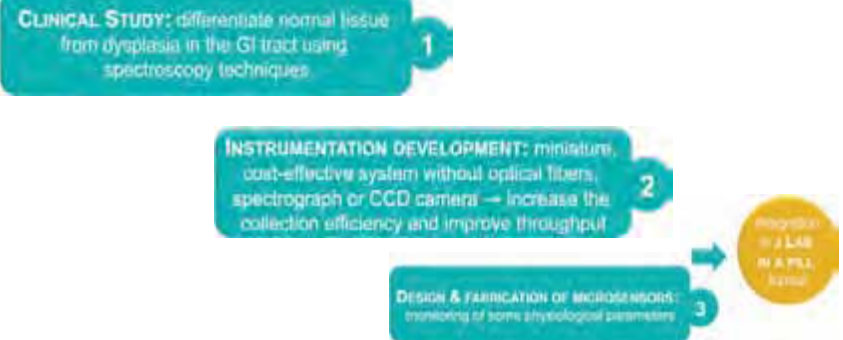 CLINICAL STUDY: differentiate normal tissue
from dysplasia in the GI tract using
spectroscopy techniques
1
INSTRUMENTATION DEVELOPMENT: miniature,
cost-effective system without optical fibers,
spectrograph or CCD camera → increase the
collection efficiency and improve throughput
2
Integration
in a LAB
IN A PILL
format
DESIGN & FABRICATION OF MICROSENSORS:
monitoring of some physiological parameters
3